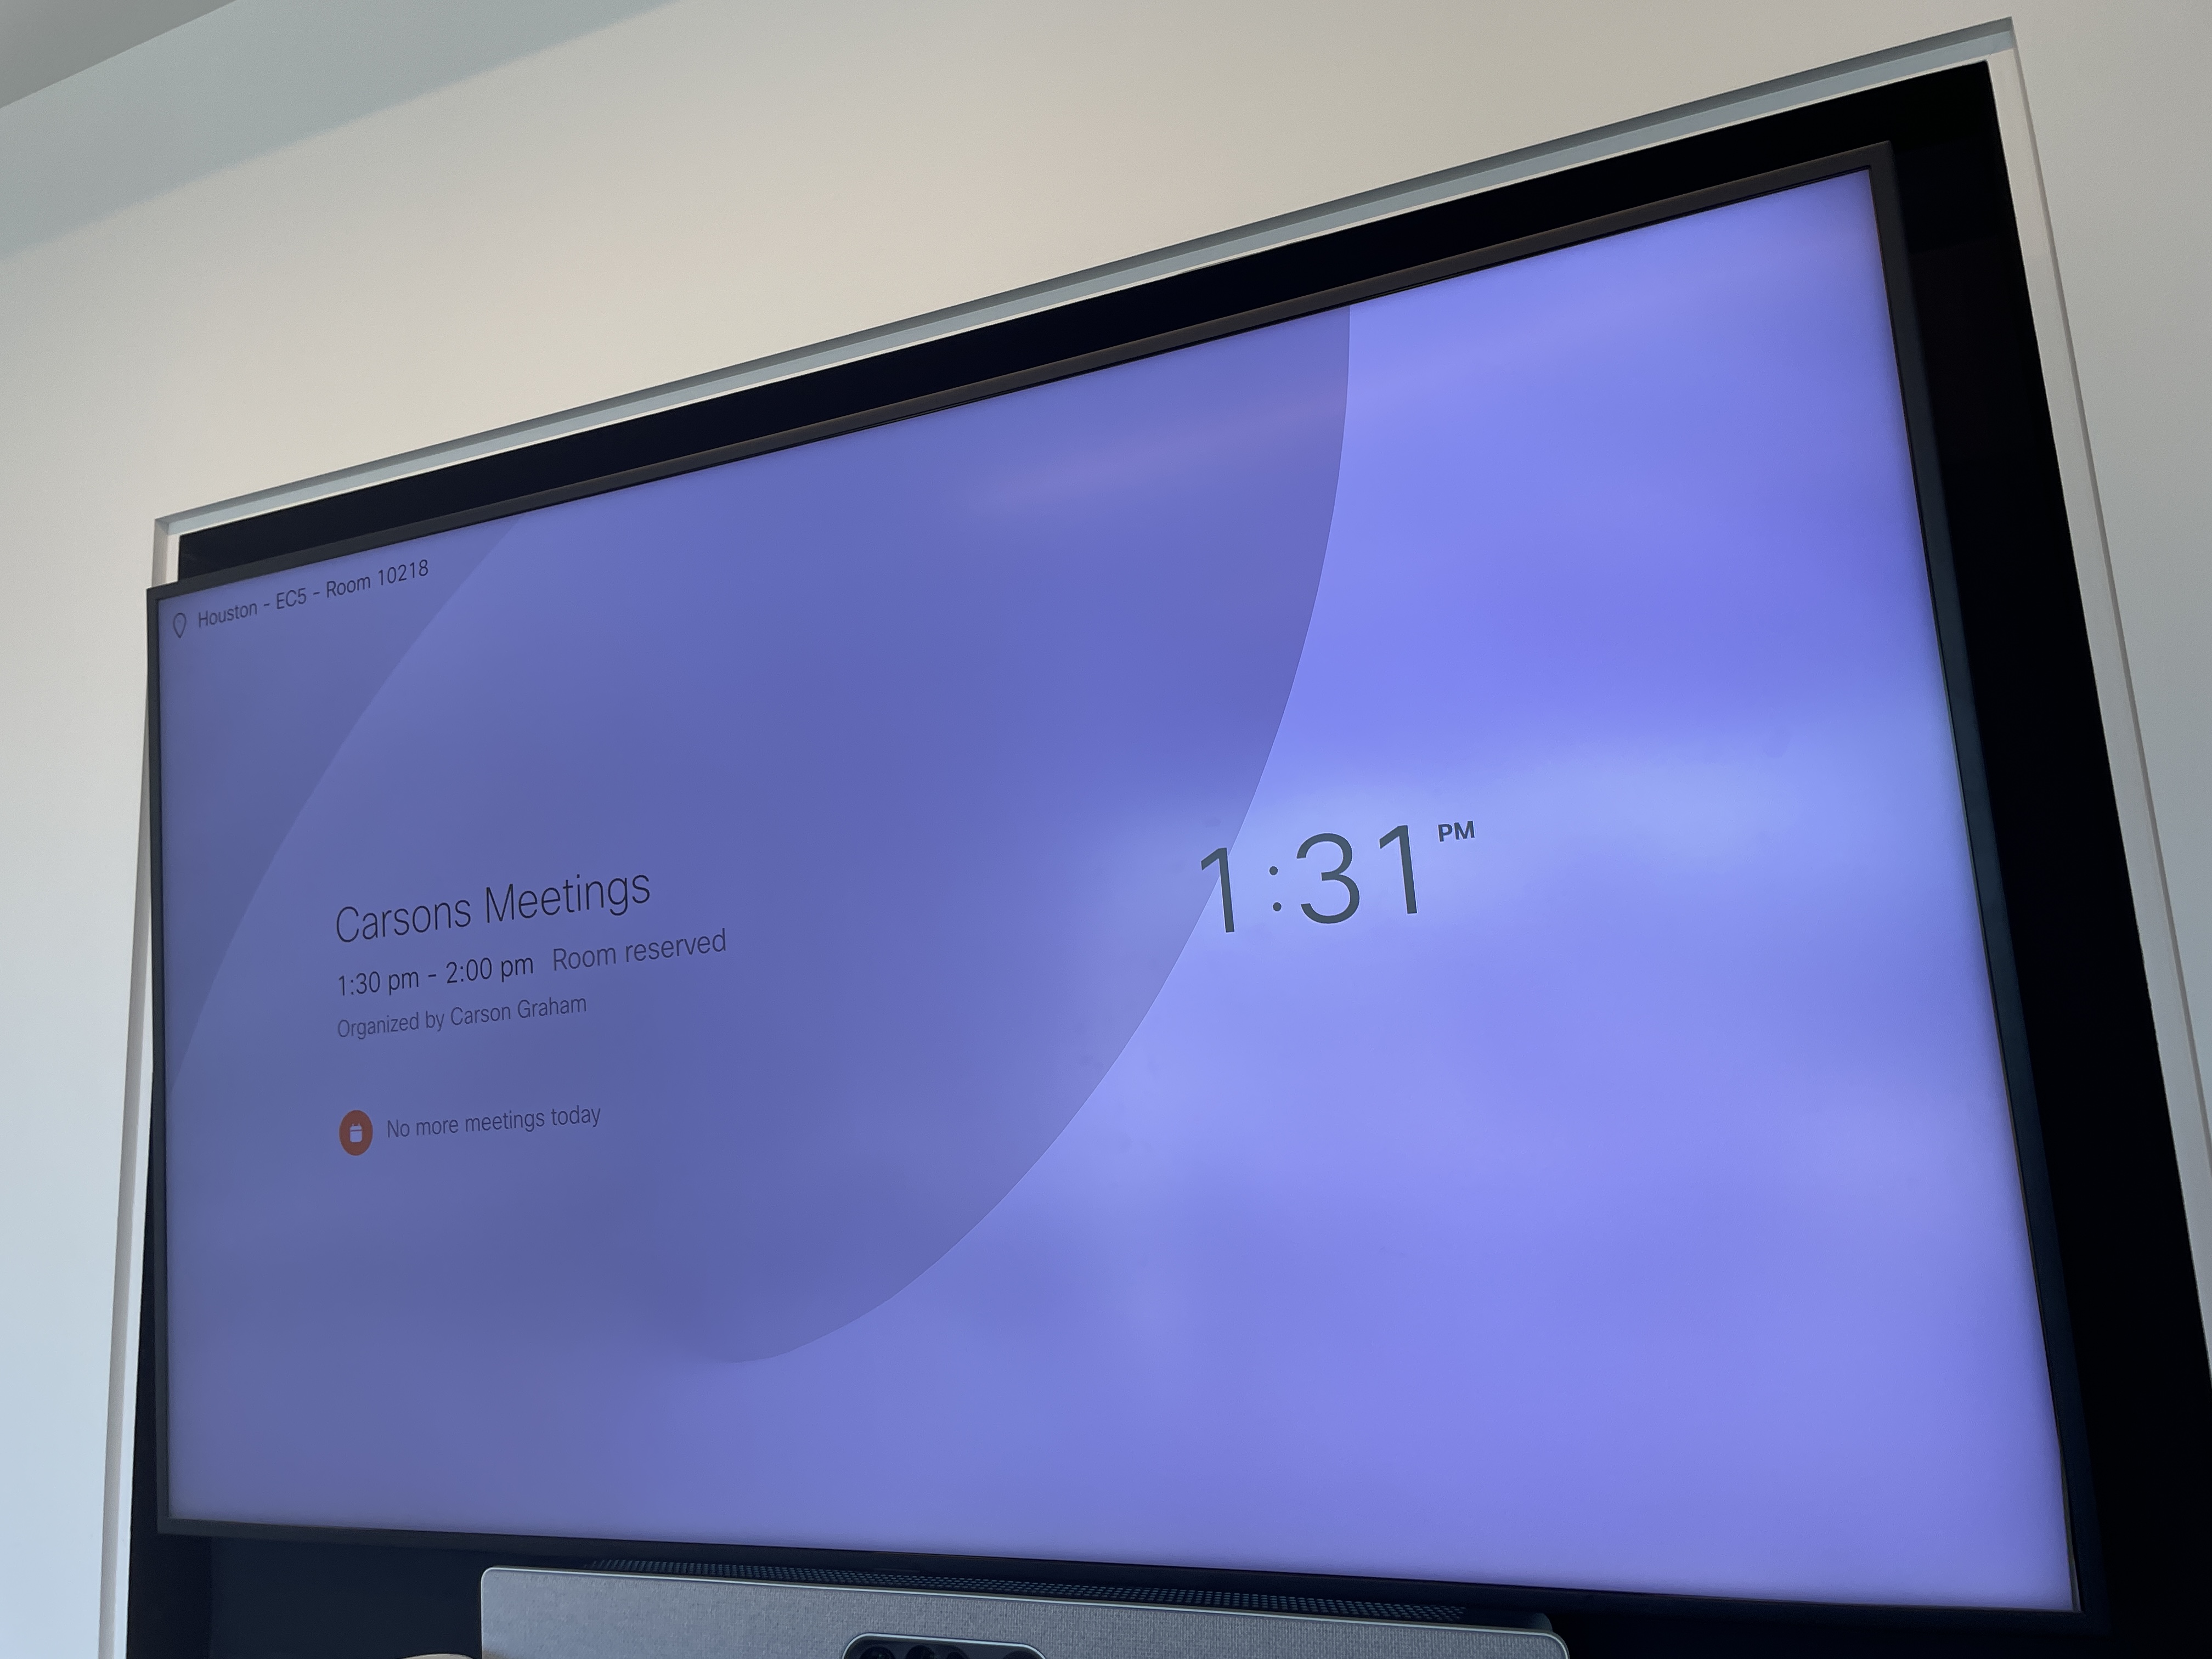 Houston - EC5 - Room 10218
Carsons Meetings
1:30 pm - 2:00 pm Room reserved
Organized by Carson Graham
No more meetings today
1:31 PM